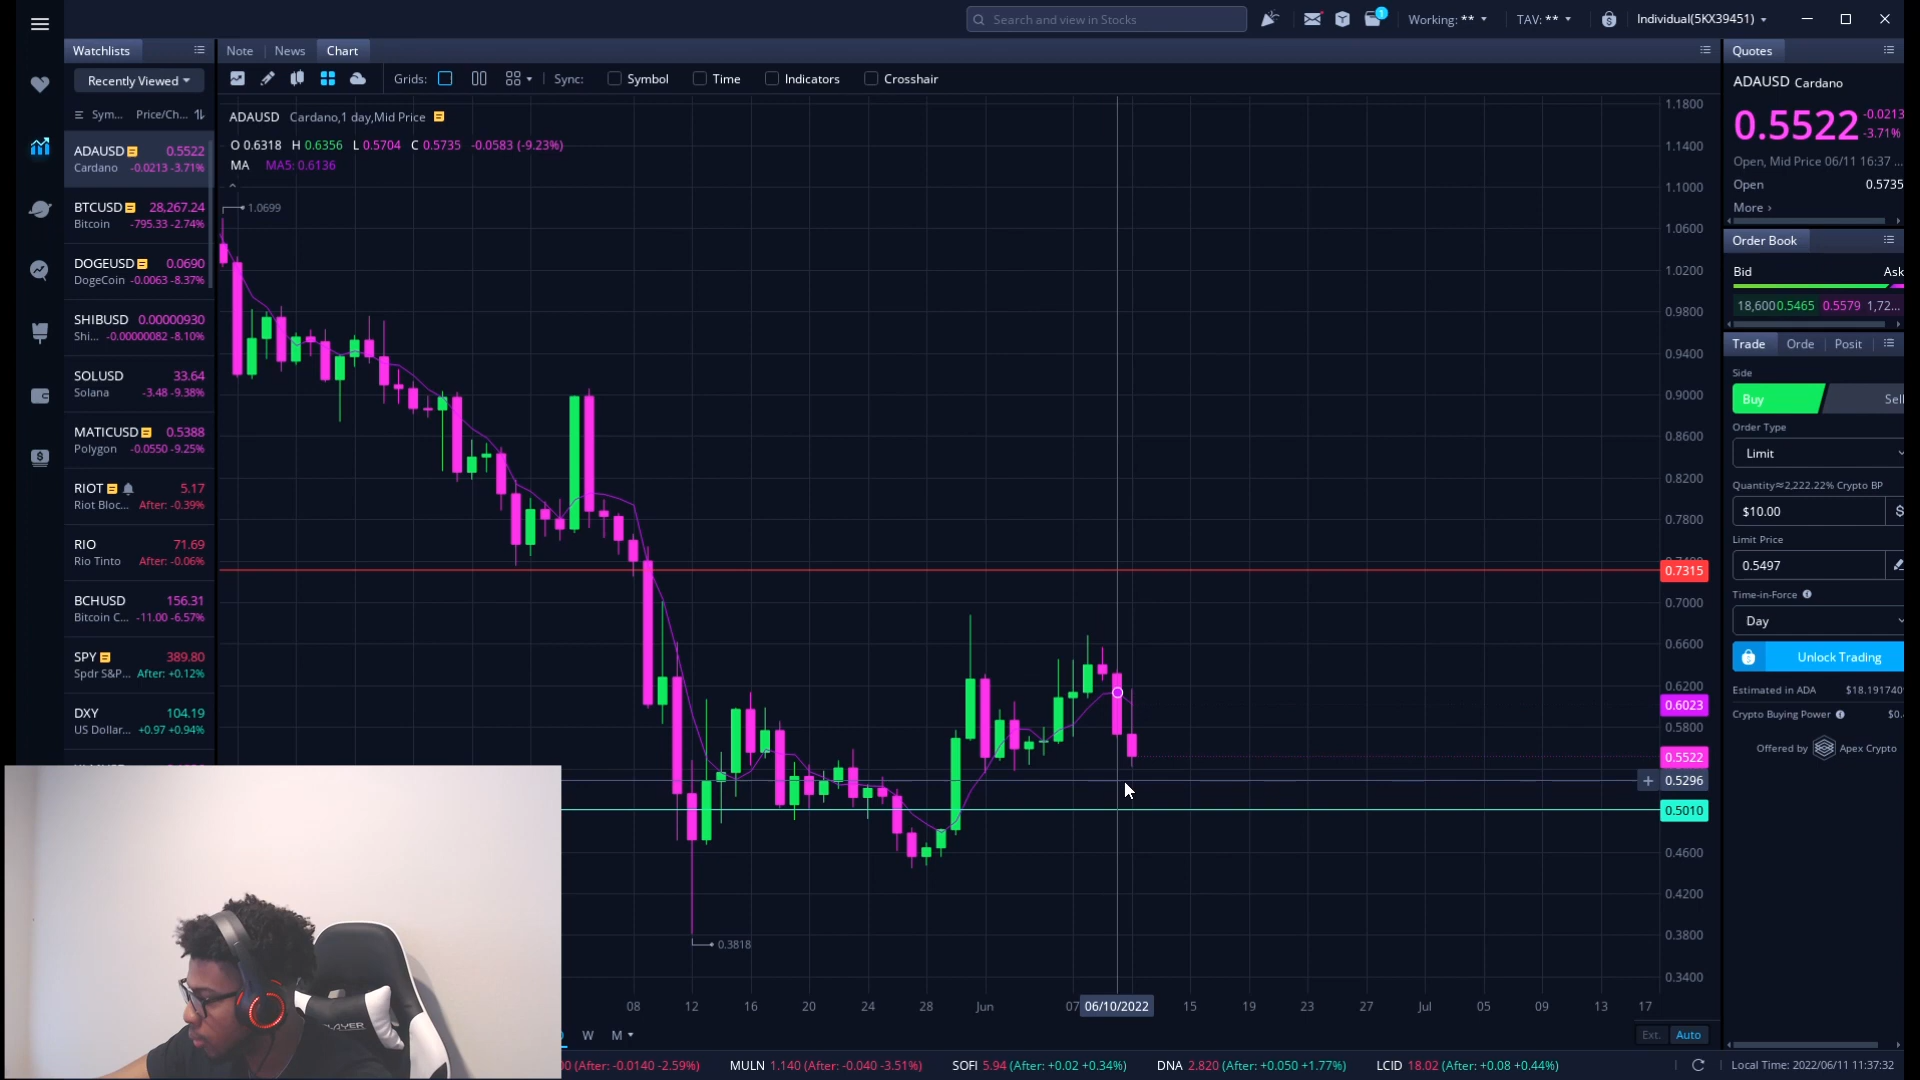 Search and view in Stocks
1
Working: **
TAV: **
Individual(5KX39451)
Watchlists
Note
News
Chart
Quotes
Recently Viewed
Grids:
Sync:
Symbol
Time
Indicators
Crosshair
Sym...
Price/Ch...
ADAUSD
0.5522
Cardano
-0.0213 -3.71%
BTCUSD
28,267.24
Bitcoin
-795.33 -2.74%
DOGEUSD
0.0690
DogeCoin
-0.0063 -8.37%
SHIBUSD
0.00000930
Shi...
-0.00000082 -8.10%
SOLUSD
33.64
Solana
-3.48 -9.38%
MATICUSD
0.5388
Polygon
-0.0550 -9.25%
RIOT
5.17
Riot Bloc...
After: -0.39%
RIO
71.69
Rio Tinto
After: -0.06%
BCHUSD
156.31
Bitcoin C...
-11.00 -6.57%
SPY
389.80
Spdr S&P...
After: +0.12%
DXY
104.19
US Dollar...
+0.97 +0.94%
ADAUSD Cardano,1 day,Mid Price
O 0.6318 H 0.6356 L 0.5704 C 0.5735 -0.0583 (-9.23%)
MA MA5: 0.6136
1.0699
0.3818
1.1800
1.1400
1.1000
1.0600
1.0200
0.9800
0.9400
0.9000
0.8600
0.8200
0.7800
0.7315
0.7000
0.6600
0.6200
0.6023
0.5800
0.5522
0.5296
0.5010
0.4600
0.4200
0.3800
0.3400
08
12
16
20
24
28
Jun
07
06/10/2022
15
19
23
27
Jul
05
09
13
17
W
M
Ext.
Auto
ADAUSD Cardano
0.5522
-0.0213
-3.71%
Open, Mid Price 06/11 16:37 ...
Open
0.5735
More ›
Order Book
Bid
Ask
18,600 0.5465 0.5579 1,72...
Trade
Orde
Posit
Side
Buy
Sell
Order Type
Limit
Quantity≈2,222.22% Crypto BP
$10.00
$
Limit Price
0.5497
Time-in-Force
Day
Unlock Trading
Estimated in ADA
$18.191740
Crypto Buying Power
$0.
Offered by Apex Crypto
(After: -0.0140 -2.59%)
MULN 1.140 (After: -0.040 -3.51%)
SOFI 5.94 (After: +0.02 +0.34%)
DNA 2.820 (After: +0.050 +1.77%)
LCID 18.02 (After: +0.08 +0.44%)
Local Time: 2022/06/11 11:37:32